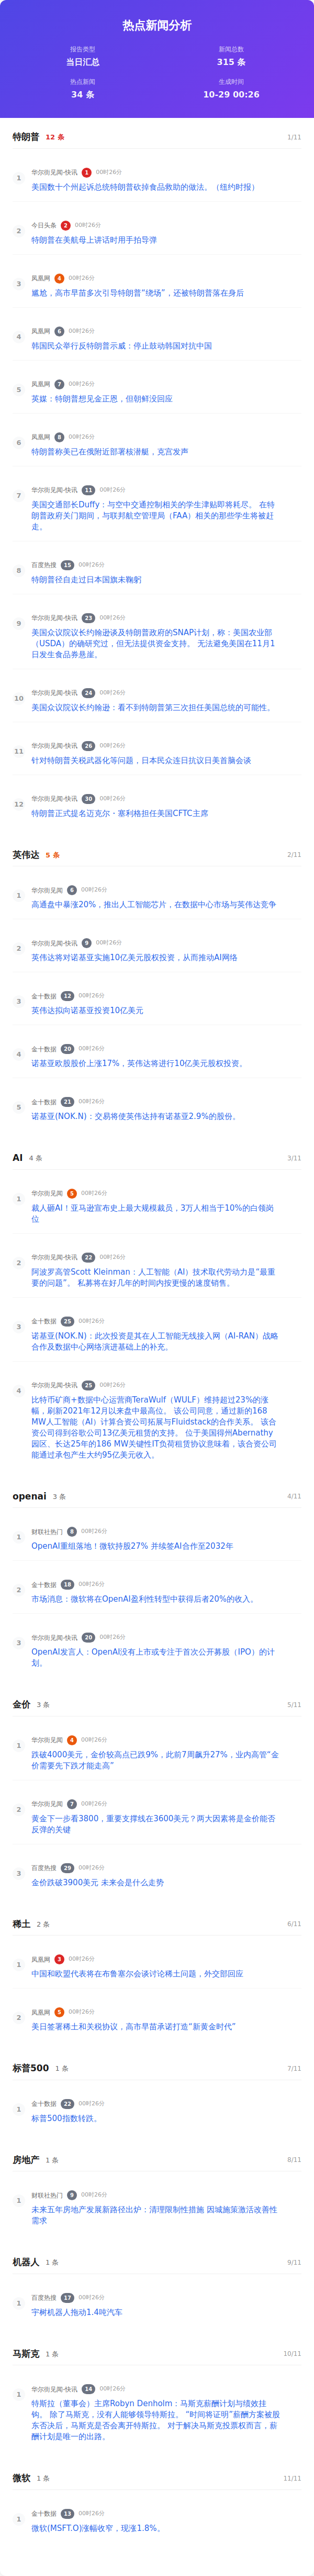 热点新闻分析
报告类型
当日汇总
新闻总数
315 条
热点新闻
34 条
生成时间
10-29 00:26
特朗普 12 条 1/11
1
华尔街见闻-快讯 1 00时26分
美国数十个州起诉总统特朗普砍掉食品救助的做法。（纽约时报）
2
今日头条 2 00时26分
特朗普在美航母上讲话时用手拍导弹
3
凤凰网 4 00时26分
尴尬，高市早苗多次引导特朗普“绕场”，还被特朗普落在身后
4
凤凰网 6 00时26分
韩国民众举行反特朗普示威：停止鼓动韩国对抗中国
5
凤凰网 7 00时26分
英媒：特朗普想见金正恩，但朝鲜没回应
6
凤凰网 8 00时26分
特朗普称美已在俄附近部署核潜艇，克宫发声
7
华尔街见闻-快讯 11 00时26分
美国交通部长Duffy：与空中交通控制相关的学生津贴即将耗尽。 在特
朗普政府关门期间，与联邦航空管理局（FAA）相关的那些学生将被赶
走。
8
百度热搜 15 00时26分
特朗普径自走过日本国旗未鞠躬
9
华尔街见闻-快讯 23 00时26分
美国众议院议长约翰逊谈及特朗普政府的SNAP计划，称：美国农业部
（USDA）的确研究过，但无法提供资金支持。 无法避免美国在11月1
日发生食品券悬崖。
10
华尔街见闻-快讯 24 00时26分
美国众议院议长约翰逊：看不到特朗普第三次担任美国总统的可能性。
11
华尔街见闻-快讯 26 00时26分
针对特朗普关税武器化等问题，日本民众连日抗议日美首脑会谈
12
华尔街见闻-快讯 30 00时26分
特朗普正式提名迈克尔・塞利格担任美国CFTC主席
英伟达 5 条 2/11
1
华尔街见闻 6 00时26分
高通盘中暴涨20%，推出人工智能芯片，在数据中心市场与英伟达竞争
2
华尔街见闻-快讯 9 00时26分
英伟达将对诺基亚实施10亿美元股权投资，从而推动AI网络
3
金十数据 12 00时26分
英伟达拟向诺基亚投资10亿美元
4
金十数据 20 00时26分
诺基亚欧股股价上涨17%，英伟达将进行10亿美元股权投资。
5
金十数据 21 00时26分
诺基亚(NOK.N)：交易将使英伟达持有诺基亚2.9%的股份。
AI 4 条 3/11
1
华尔街见闻 5 00时26分
裁人砸AI！亚马逊宣布史上最大规模裁员，3万人相当于10%的白领岗
位
2
华尔街见闻-快讯 22 00时26分
阿波罗高管Scott Kleinman：人工智能（AI）技术取代劳动力是“最重
要的问题”。 私募将在好几年的时间内按更慢的速度销售。
3
金十数据 25 00时26分
诺基亚(NOK.N)：此次投资是其在人工智能无线接入网（AI-RAN）战略
合作及数据中心网络演进基础上的补充。
4
华尔街见闻-快讯 25 00时26分
比特币矿商+数据中心运营商TeraWulf（WULF）维持超过23%的涨
幅，刷新2021年12月以来盘中最高位。 该公司同意，通过新的168
MW人工智能（AI）计算合资公司拓展与Fluidstack的合作关系。 该合
资公司得到谷歌公司13亿美元租赁的支持。 位于美国得州Abernathy
园区、长达25年的186 MW关键性IT负荷租赁协议意味着，该合资公司
能通过承包产生大约95亿美元收入。
openai 3 条 4/11
1
财联社热门 8 00时26分
OpenAI重组落地！微软持股27% 并续签AI合作至2032年
2
金十数据 18 00时26分
市场消息：微软将在OpenAI盈利性转型中获得后者20%的收入。
3
华尔街见闻-快讯 20 00时26分
OpenAI发言人：OpenAI没有上市或专注于首次公开募股（IPO）的计
划。
金价 3 条 5/11
1
华尔街见闻 4 00时26分
跌破4000美元，金价较高点已跌9%，此前7周飙升27%，业内高管“金
价需要先下跌才能走高”
2
华尔街见闻 7 00时26分
黄金下一步看3800，重要支撑线在3600美元？两大因素将是金价能否
反弹的关键
3
百度热搜 29 00时26分
金价跌破3900美元 未来会是什么走势
稀土 2 条 6/11
1
凤凰网 3 00时26分
中国和欧盟代表将在布鲁塞尔会谈讨论稀土问题，外交部回应
2
凤凰网 5 00时26分
美日签署稀土和关税协议，高市早苗承诺打造“新黄金时代”
标普500 1 条 7/11
1
金十数据 22 00时26分
标普500指数转跌。
房地产 1 条 8/11
1
财联社热门 9 00时26分
未来五年房地产发展新路径出炉：清理限制性措施 因城施策激活改善性
需求
机器人 1 条 9/11
1
百度热搜 17 00时26分
宇树机器人拖动1.4吨汽车
马斯克 1 条 10/11
1
华尔街见闻-快讯 14 00时26分
特斯拉（董事会）主席Robyn Denholm：马斯克薪酬计划与绩效挂
钩。 除了马斯克，没有人能够领导特斯拉。 “时间将证明”薪酬方案被股
东否决后，马斯克是否会离开特斯拉。 对于解决马斯克投票权而言，薪
酬计划是唯一的出路。
微软 1 条 11/11
1
金十数据 13 00时26分
微软(MSFT.O)涨幅收窄，现涨1.8%。